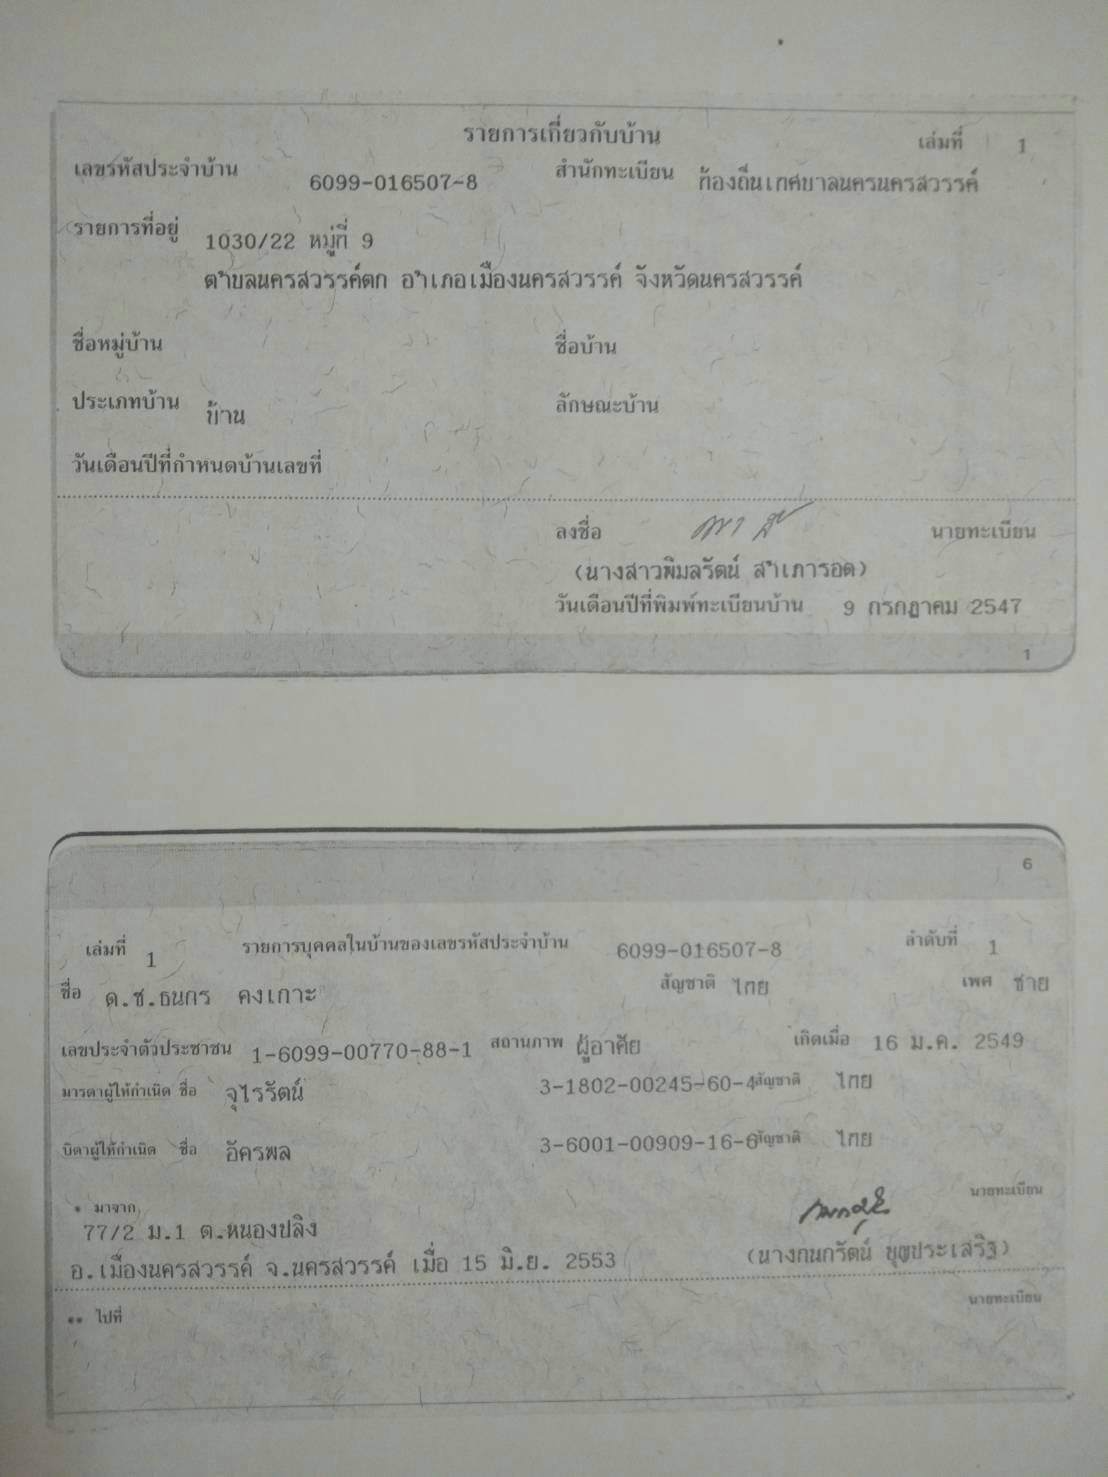 รายการเกี่ยวกับบ้าน เล่มที่ 1
เลขรหัสประจำบ้าน 6099-016507-8 สำนักทะเบียน ท้องถิ่นเทศบาลนครนครสวรรค์
รายการที่อยู่ 1030/22 หมู่ที่ 9
ตำบลนครสวรรค์ตก อำเภอเมืองนครสวรรค์ จังหวัดนครสวรรค์
ชื่อหมู่บ้าน ชื่อบ้าน
ประเภทบ้าน บ้าน ลักษณะบ้าน
วันเดือนปีที่กำหนดบ้านเลขที่
ลงชื่อ นายทะเบียน
(นางสาวพิมลรัตน์ สำเภารอด)
วันเดือนปีที่พิมพ์ทะเบียนบ้าน 9 กรกฎาคม 2547
1
6
เล่มที่ 1 รายการบุคคลในบ้านของเลขรหัสประจำบ้าน 6099-016507-8 ลำดับที่ 1
ชื่อ ด.ช.ธนกร คงเกาะ สัญชาติ ไทย เพศ ชาย
เลขประจำตัวประชาชน 1-6099-00770-88-1 สถานภาพ ผู้อาศัย เกิดเมื่อ 16 ม.ค. 2549
มารดาผู้ให้กำเนิด ชื่อ จุไรรัตน์ 3-1802-00245-60-4 สัญชาติ ไทย
บิดาผู้ให้กำเนิด ชื่อ อัครพล 3-6001-00909-16-6 สัญชาติ ไทย
* มาจาก นายทะเบียน
77/2 ม.1 ต.หนองปลิง
อ.เมืองนครสวรรค์ จ.นครสวรรค์ เมื่อ 15 มิ.ย. 2553 (นางกนกรัตน์ บุญประเสริฐ)
** ไปที่ นายทะเบียน